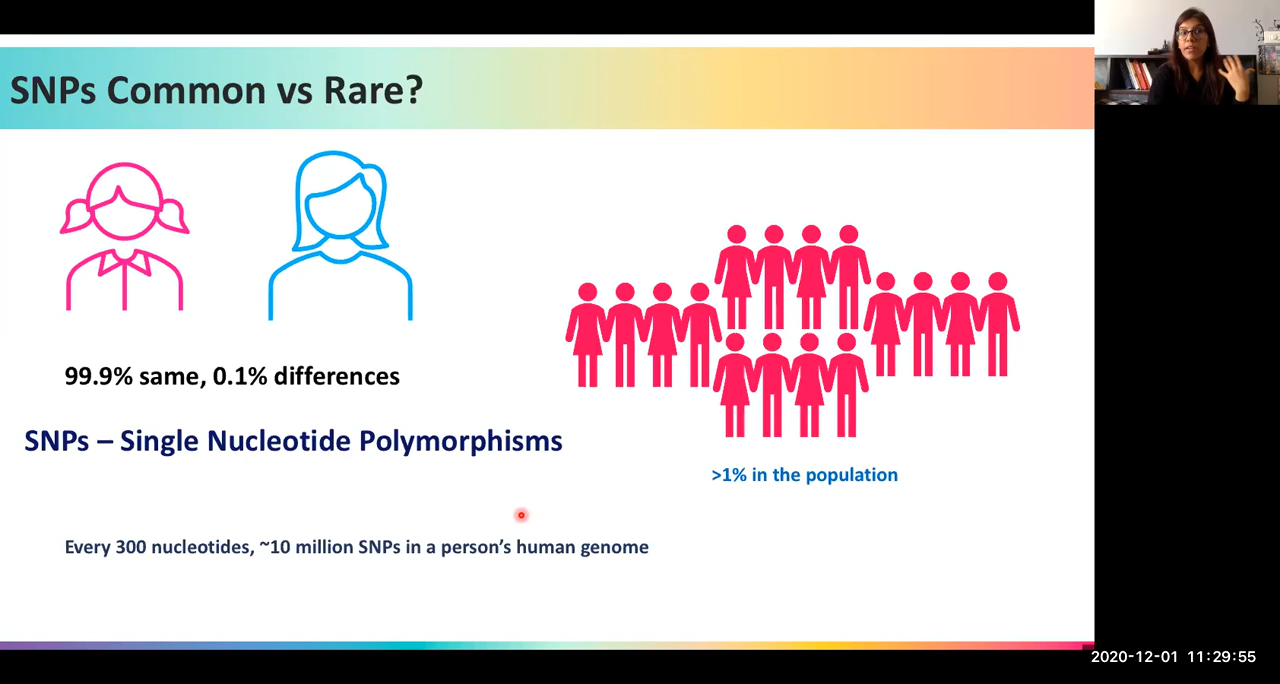 SNPs Common vs Rare?
99.9% same, 0.1% differences
SNPs – Single Nucleotide Polymorphisms
>1% in the population
Every 300 nucleotides, ~10 million SNPs in a person's human genome
2020-12-01 11:29:55